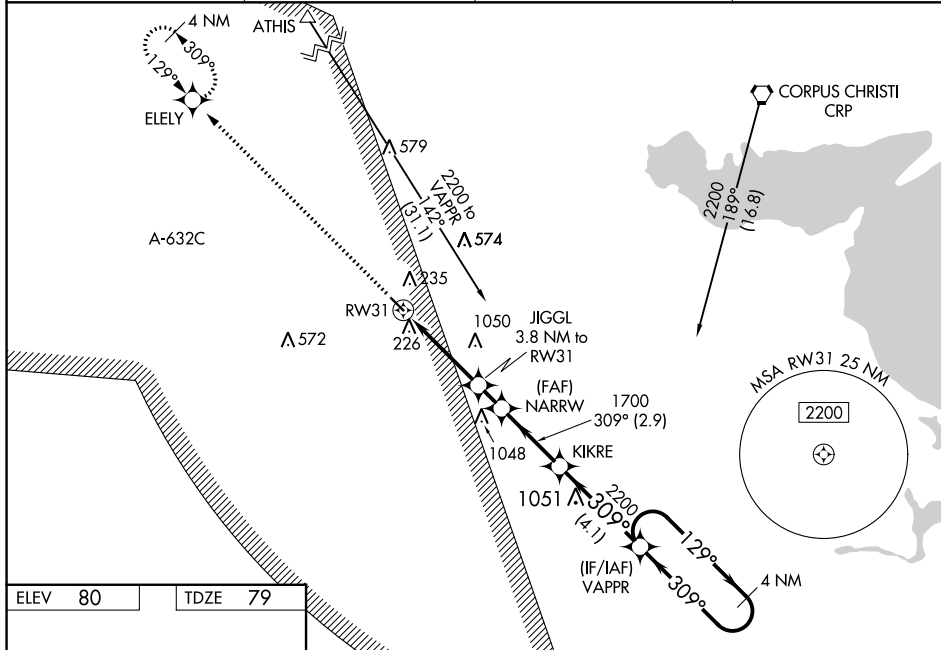 4 NM
309°
129°
ELELY
ATHIS
CORPUS CHRISTI
CRP
579
2200 to
VAPPR
142°
(31.1)
2200
189°
(16.8)
574
A-632C
235
RW31
226
572
1050
JIGGL
3.8 NM to
RW31
(FAF)
NARRW
1700
309° (2.9)
1048
KIKRE
1051
2200
309°
(4.1)
(IF/IAF)
VAPPR
129°
309°
4 NM
MSA RW31 25 NM
2200
ELEV 80
TDZE 79